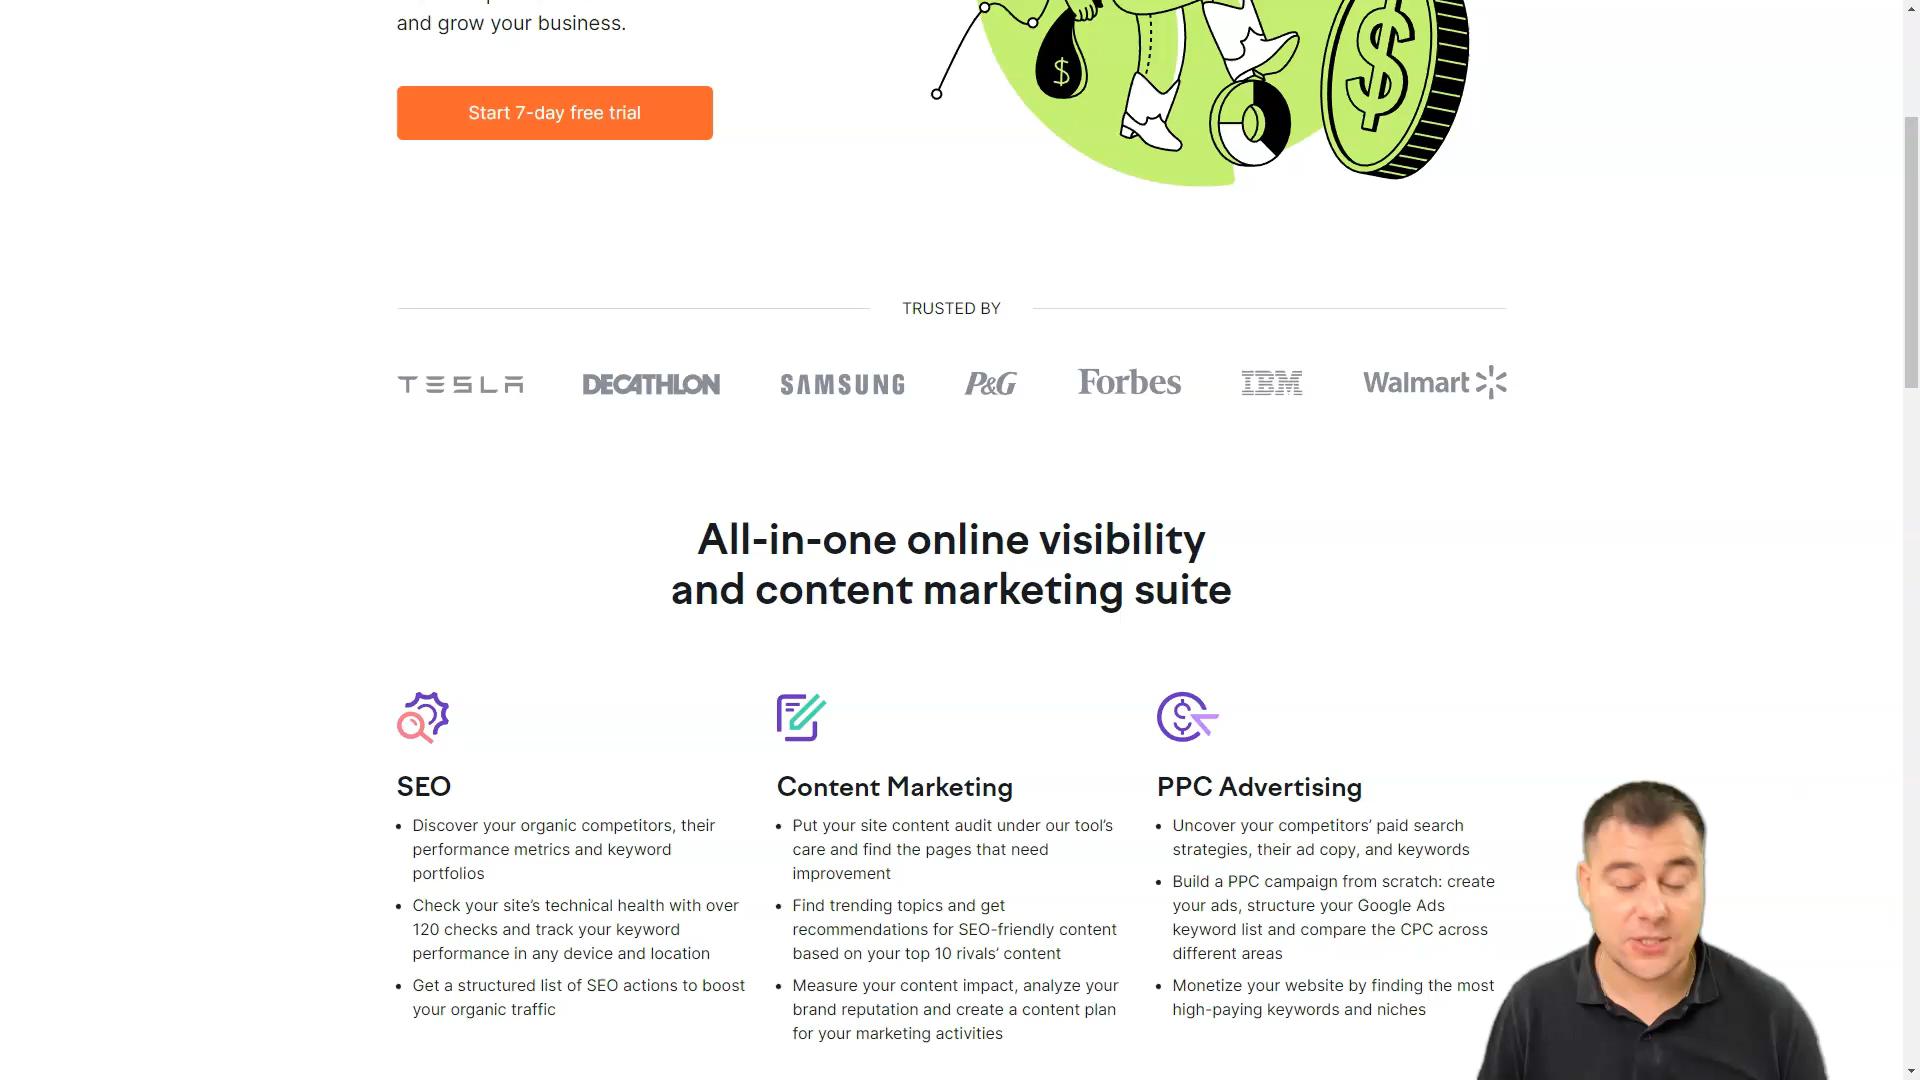 and grow your business.
Start 7-day free trial
$
$
TRUSTED BY
TESLA DECATHLON SAMSUNG P&G Forbes IBM Walmart
All-in-one online visibility
and content marketing suite
SEO
• Discover your organic competitors, their
performance metrics and keyword
portfolios
• Check your site's technical health with over
120 checks and track your keyword
performance in any device and location
• Get a structured list of SEO actions to boost
your organic traffic
Content Marketing
• Put your site content audit under our tool's
care and find the pages that need
improvement
• Find trending topics and get
recommendations for SEO-friendly content
based on your top 10 rivals' content
• Measure your content impact, analyze your
brand reputation and create a content plan
for your marketing activities
PPC Advertising
• Uncover your competitors' paid search
strategies, their ad copy, and keywords
• Build a PPC campaign from scratch: create
your ads, structure your Google Ads
keyword list and compare the CPC across
different areas
• Monetize your website by finding the most
high-paying keywords and niches